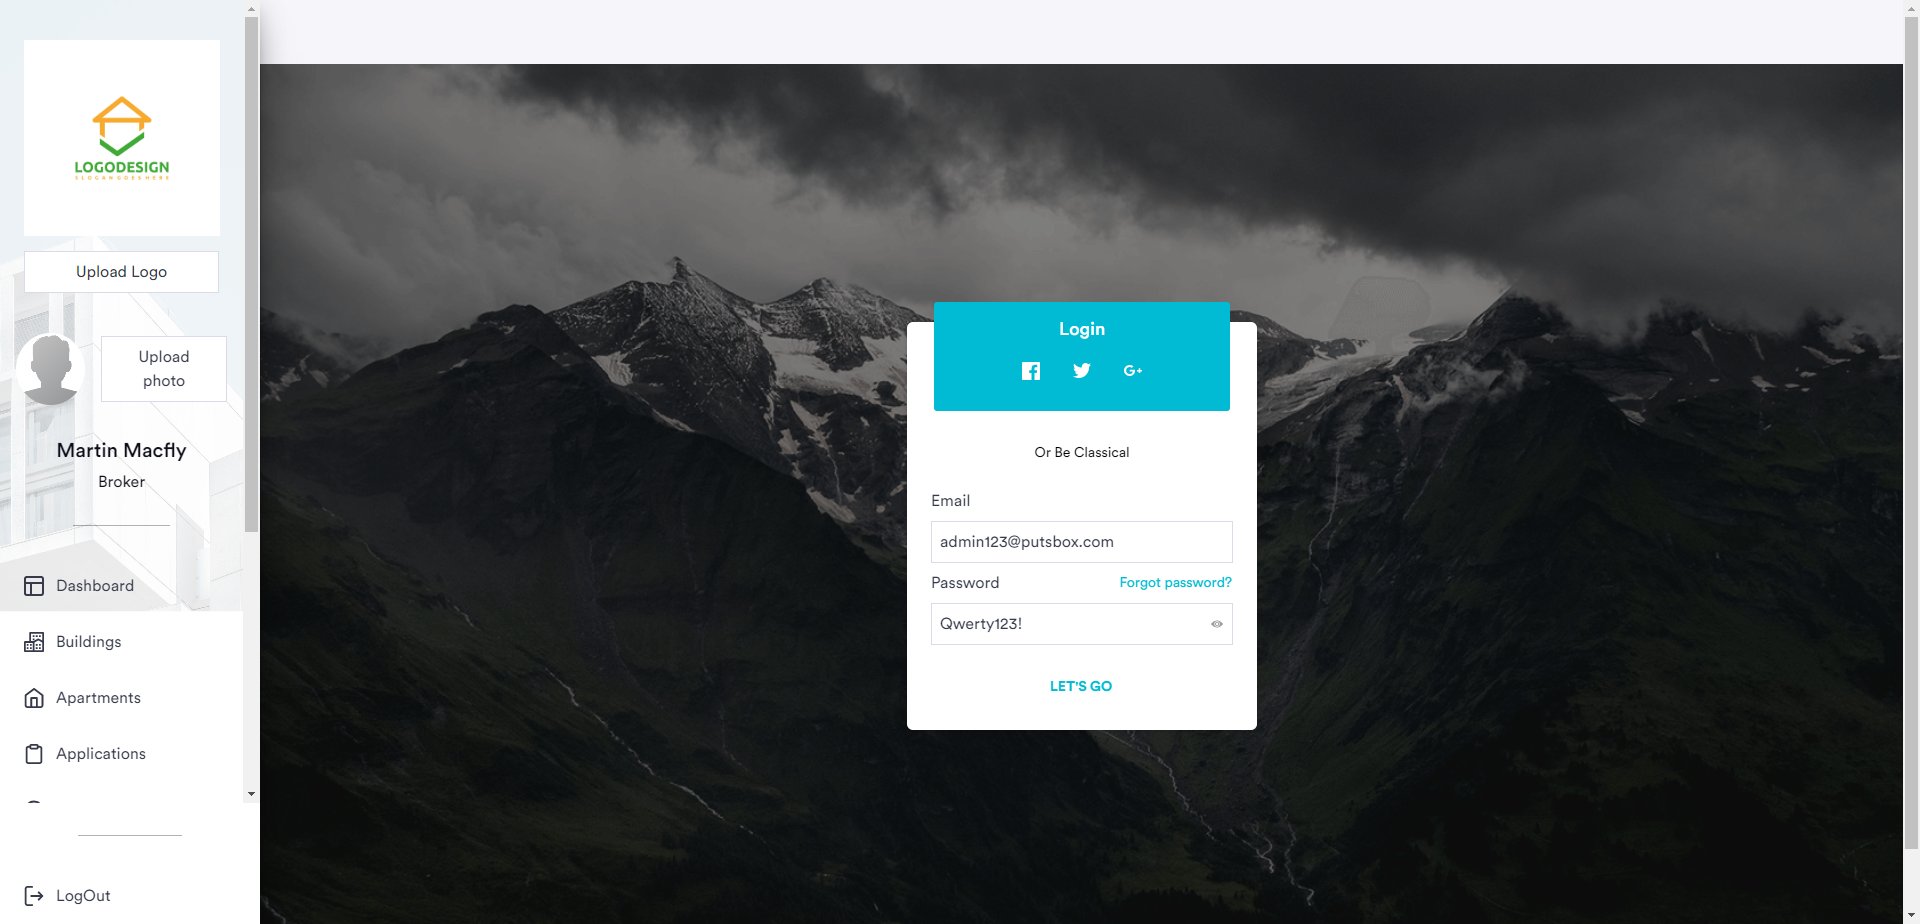 LOGODESIGN
SLOGANGOESHERE
Upload Logo
Upload
photo
Martin Macfly
Broker
Dashboard
Buildings
Apartments
Applications
LogOut
Login
G+
Or Be Classical
Email
admin123@putsbox.com
Password
Forgot password?
Qwerty123!
LET'S GO